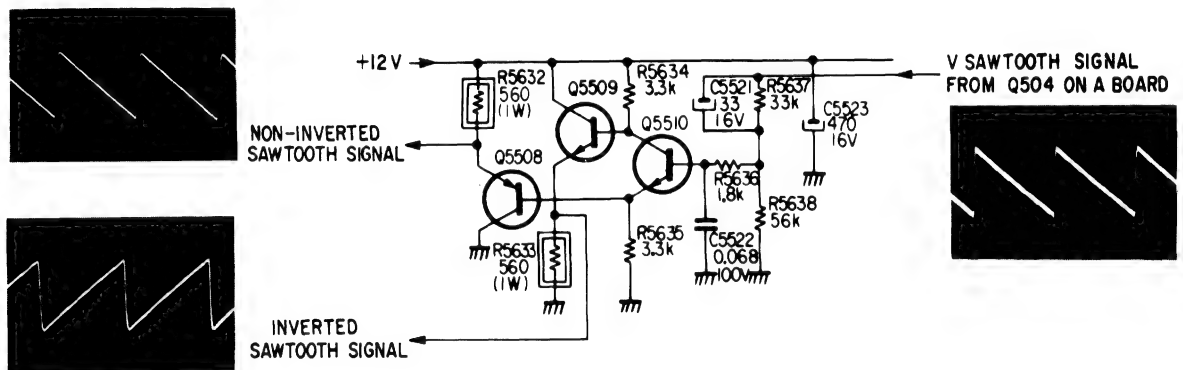 +12V
R5632
560
(1W)
Q5509
R5634
3.3k
C5521
33
16V
R5637
33k
V SAWTOOTH SIGNAL
FROM Q504 ON A BOARD
C5523
470
16V
NON-INVERTED
SAWTOOTH SIGNAL
Q5508
Q5510
R5636
1.8k
R5638
56k
R5633
560
(1W)
R5635
3.3k
C5522
0.068
100V
INVERTED
SAWTOOTH SIGNAL